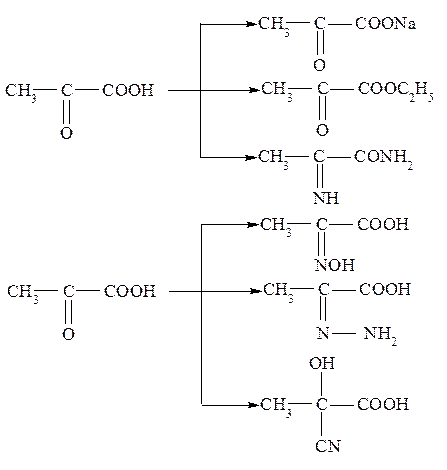 CH₃ — C — COONa
O
CH₃ — C — COOH
CH₃ — C — COOC₂H₅
O
O
CH₃ — C — CONH₂
NH
CH₃ — C — COOH
NOH
CH₃ — C — COOH
CH₃ — C — COOH
O
N — NH₂
OH
CH₃ — C — COOH
CN